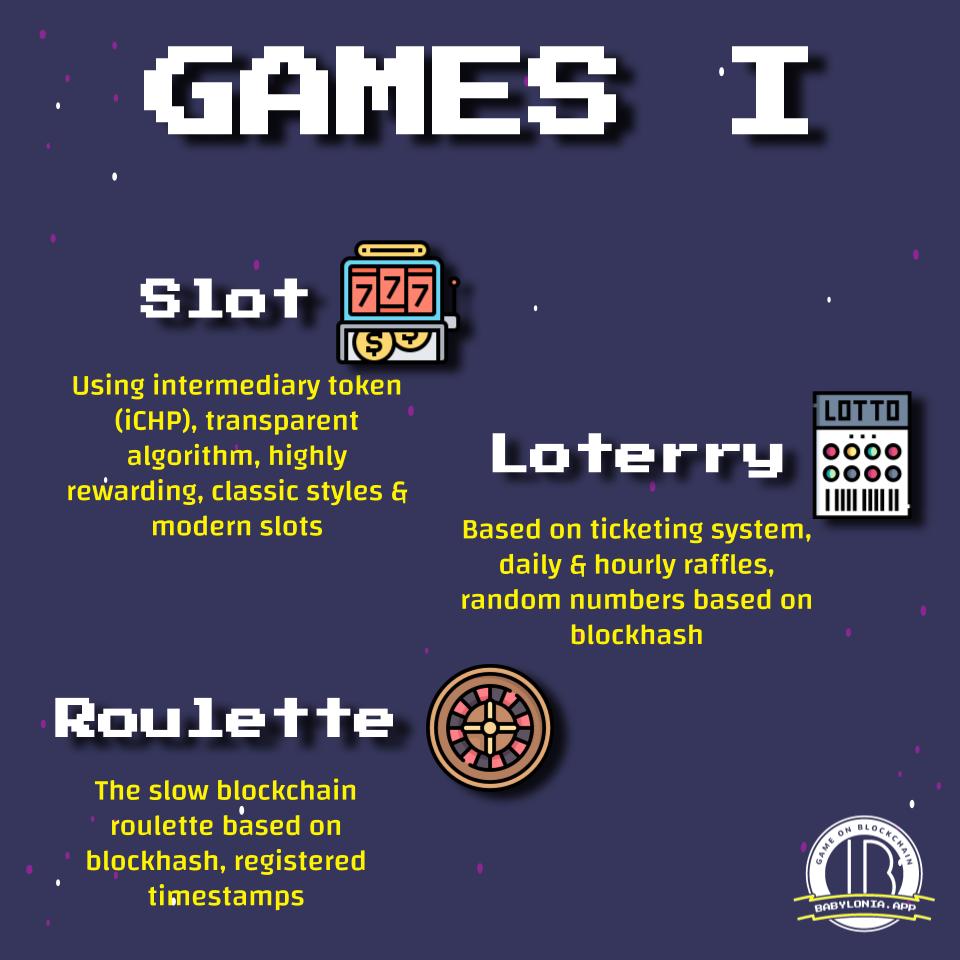 GAMES I
Slot
777
$ $
Using intermediary token
(iCHP), transparent
algorithm, highly
rewarding, classic styles &
modern slots
LOTTO
Loterry
Based on ticketing system,
daily & hourly raffles,
random numbers based on
blockhash
Roulette
The slow blockchain
roulette based on
blockhash, registered
timestamps
GAME ON BLOCKCHAIN
B
BABYLONIA.APP